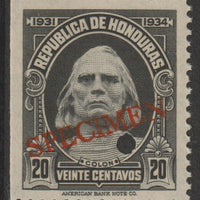 1931 1934
REPUBLICA DE HONDURAS
SPECIMEN
COLON
20 VEINTE CENTAVOS 20
AMERICAN BANK NOTE CO.